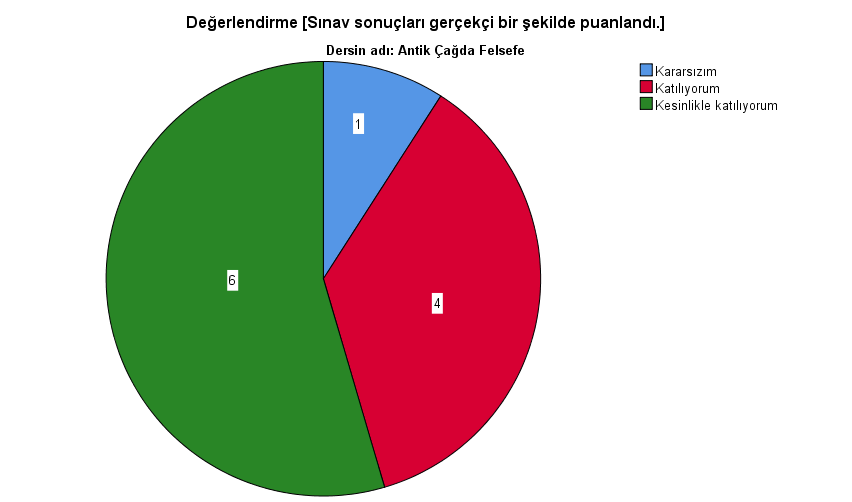 Değerlendirme [Sınav sonuçları gerçekçi bir şekilde puanlandı.]
Dersin adı: Antik Çağda Felsefe
Kararsızım
Katılıyorum
Kesinlikle katılıyorum
1
6
4